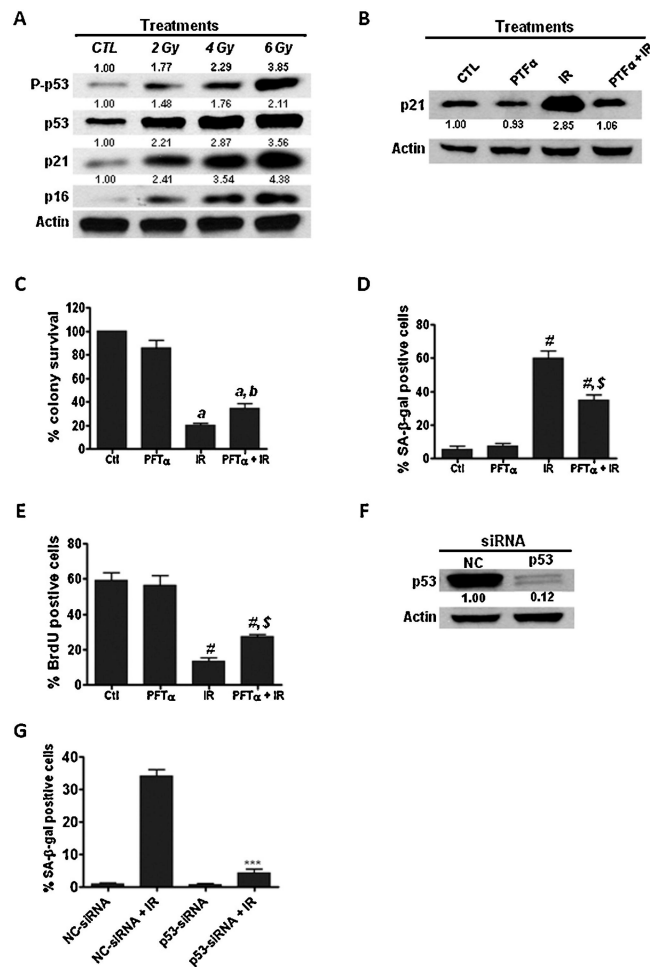 A
Treatments
CTL 2 Gy 4 Gy 6 Gy
1.00 1.77 2.29 3.85
P-p53
1.00 1.48 1.76 2.11
p53
1.00 2.21 2.87 3.56
p21
1.00 2.41 3.54 4.38
p16
Actin
B
Treatments
CTL PTFα IR PTFα+IR
p21
1.00 0.93 2.85 1.06
Actin
C
% colony survival
120
100
80
60
40
20
0
a
a,b
Ctl PFTα IR PFTα + IR
D
% SA-β-gal postive cells
80
60
40
20
0
#
#,$
Ctl PFTα IR PFTα + IR
E
% BrdU postive cells
80
60
40
20
0
#
#,$
Ctl PFTα IR PFTα + IR
F
siRNA
NC p53
p53
1.00 0.12
Actin
G
% SA-β-gal positive cells
40
30
20
10
0
***
NC-siRNA
NC-siRNA + IR
p53-siRNA
p53-siRNA + IR